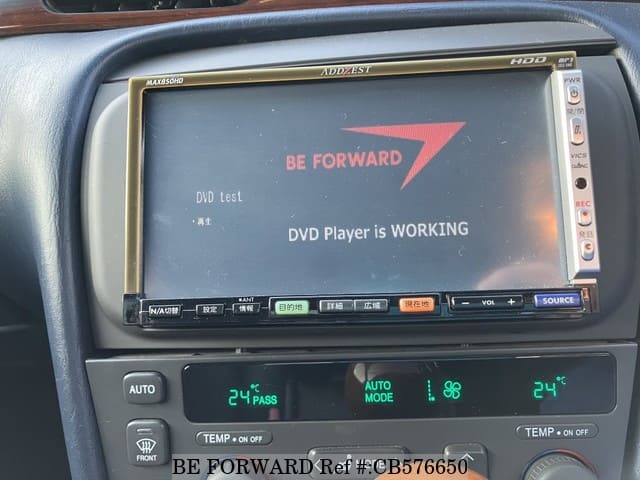 ADDZEST
HDD
MAX850HD
PWR
VICS
REC
BE FORWARD
DVD test
・再生
DVD Player is WORKING
N/A切替
設定
ANT
情報
目的地
詳細
広域
現在地
− VOL +
SOURCE
AUTO
24°C PASS
AUTO MODE
24°C
FRONT
TEMP ON OFF
TEMP ON OFF
MODE
BE FORWARD Ref #:CB576650